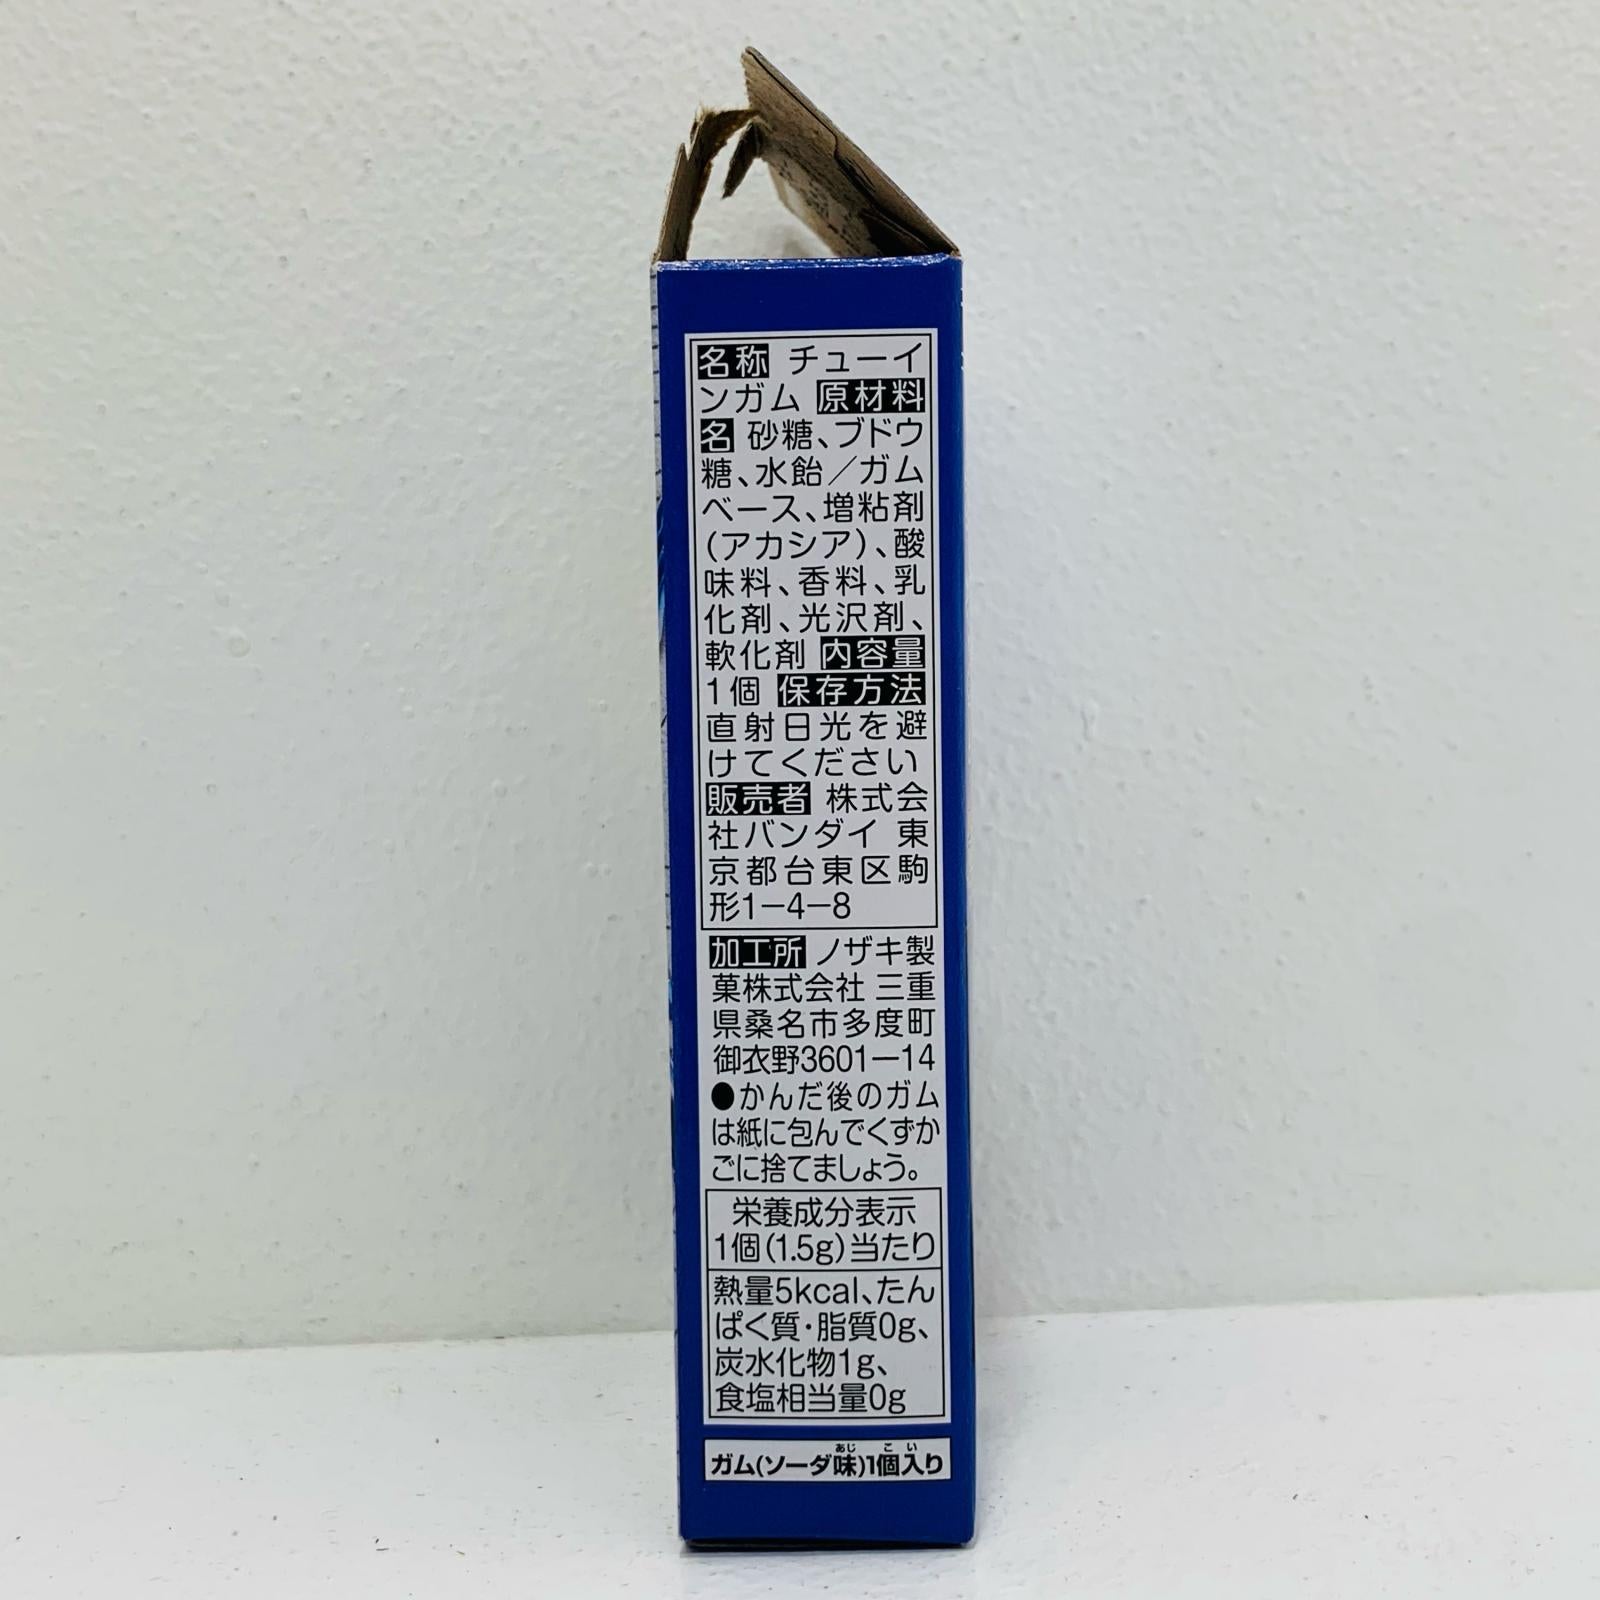 名称 チューイ
ンガム 原材料
名 砂糖、ブドウ
糖、水飴／ガム
ベース、増粘剤
(アカシア)、酸
味料、香料、乳
化剤、光沢剤、
軟化剤 内容量
1個 保存方法
直射日光を避
けてください
販売者 株式会
社バンダイ 東
京都台東区駒
形1−4−8
加工所 ノザキ製
菓株式会社 三重
県桑名市多度町
御衣野3601−14
●かんだ後のガム
は紙に包んでくずか
ごに捨てましょう。
栄養成分表示
1個(1.5g)当たり
熱量5kcal、たん
ぱく質・脂質0g、
炭水化物1g、
食塩相当量0g
あじ こい
ガム(ソーダ味)1個入り